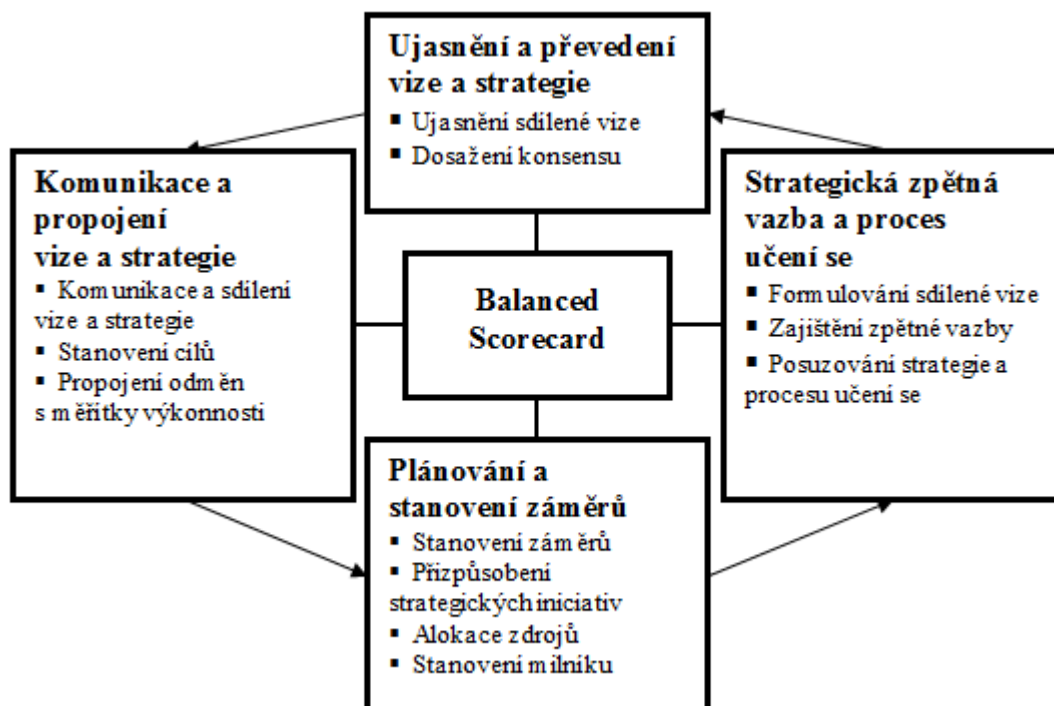 Ujasnění a převedení
vize a strategie
▪ Ujasnění sdílené vize
▪ Dosažení konsensu
Komunikace a
propojení
vize a strategie
▪ Komunikace a sdílení
vize a strategie
▪ Stanovení cílů
▪ Propojení odměn
s měřítky výkonnosti
Balanced
Scorecard
Strategická zpětná
vazba a proces
učení se
▪ Formulování sdílené vize
▪ Zajištění zpětné vazby
▪ Posuzování strategie a
procesu učení se
Plánování a
stanovení záměrů
▪ Stanovení záměrů
▪ Přizpůsobení
strategických iniciativ
▪ Alokace zdrojů
▪ Stanovení milníku